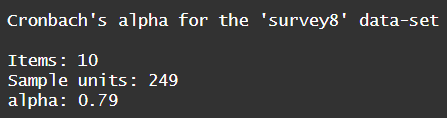 Cronbach's alpha for the 'survey8' data-set
Items: 10
Sample units: 249
alpha: 0.79